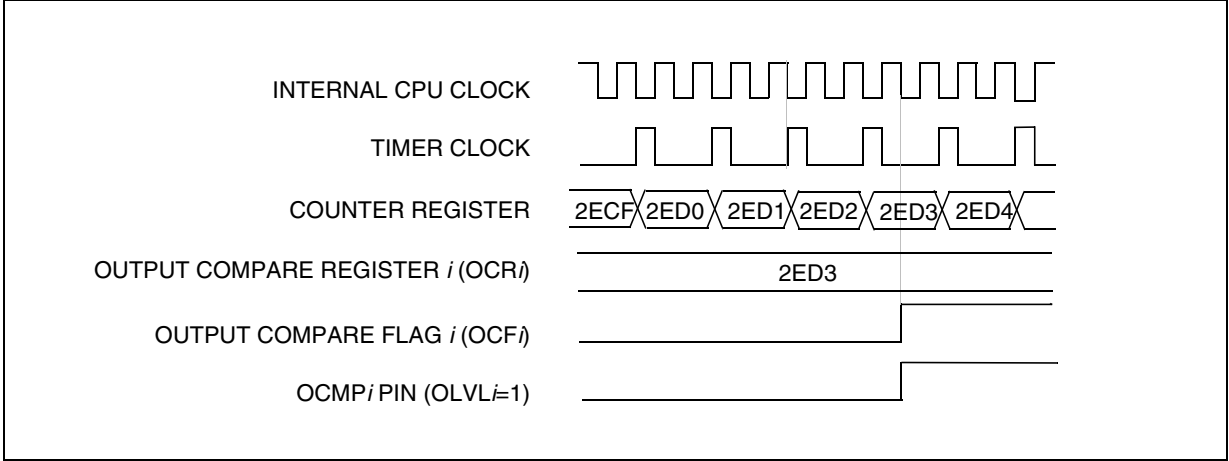 INTERNAL CPU CLOCK
TIMER CLOCK
COUNTER REGISTER 2ECF 2ED0 2ED1 2ED2 2ED3 2ED4
OUTPUT COMPARE REGISTER i (OCRi) 2ED3
OUTPUT COMPARE FLAG i (OCFi)
OCMPi PIN (OLVLi=1)